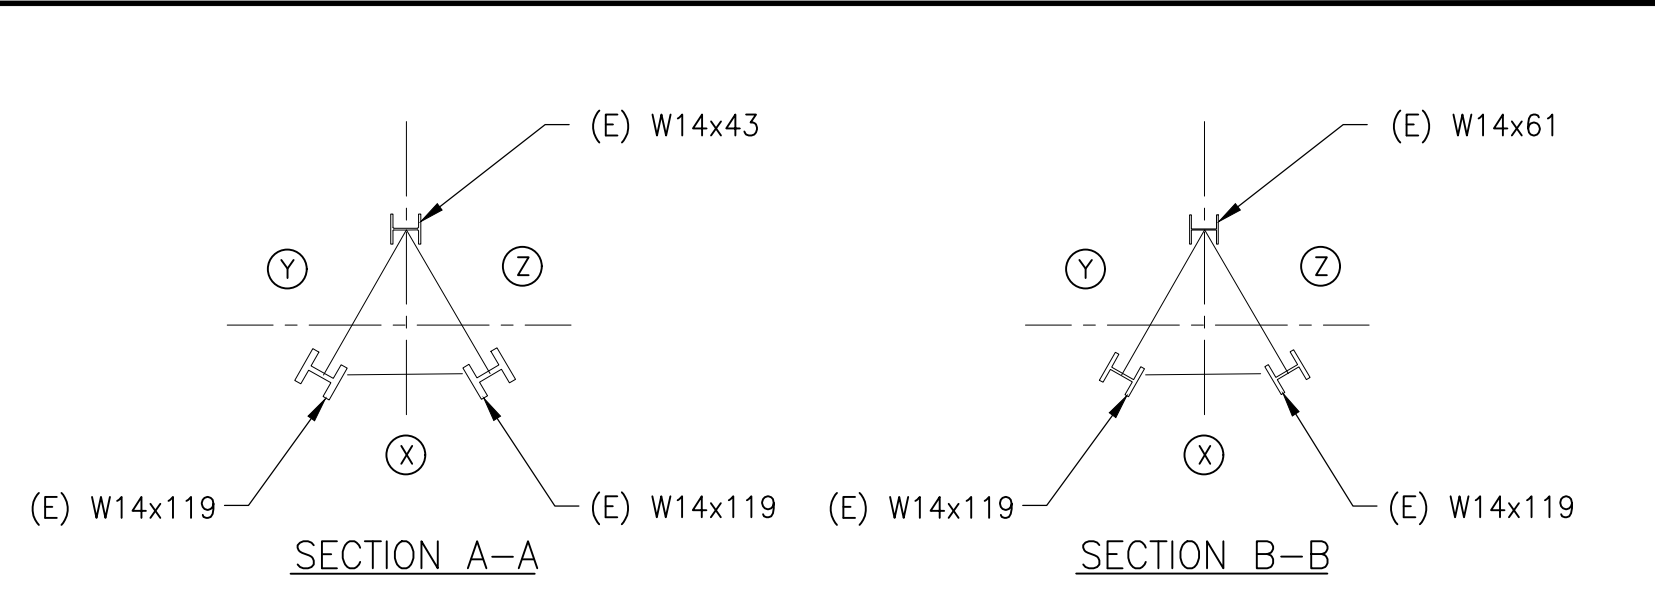 (E) W14x43
Y
Z
X
(E) W14x119
(E) W14x119
SECTION A-A
(E) W14x61
Y
Z
X
(E) W14x119
(E) W14x119
SECTION B-B